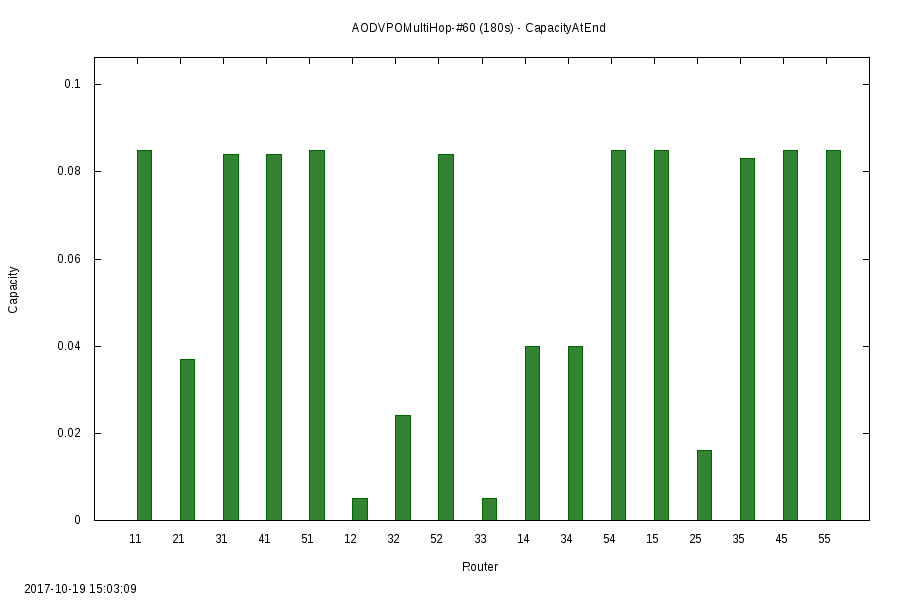 AODVPOMultiHop-#60 (180s) - CapacityAtEnd
0.1
0.08
0.06
0.04
0.02
0
Capacity
11 21 31 41 51 12 32 52 33 14 34 54 15 25 35 45 55
Router
2017-10-19 15:03:09